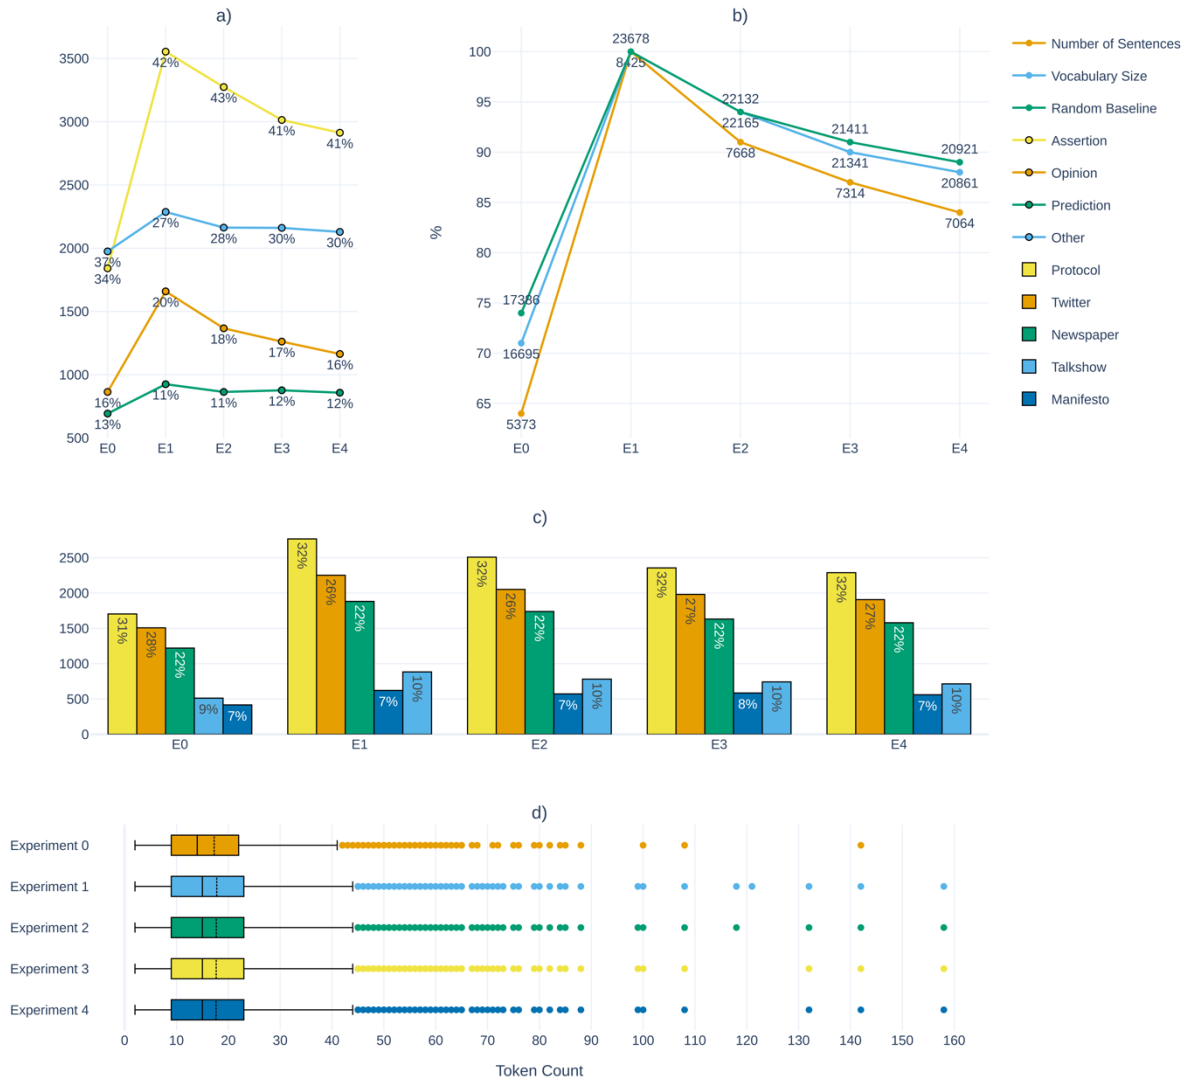 a)
b)
3500
3000
2500
2000
1500
1000
500
42%
43%
41%
41%
27%
28%
30%
30%
37%
34%
20%
18%
17%
16%
16%
13%
11%
11%
12%
12%
E0 E1 E2 E3 E4
%
100
95
90
85
80
75
70
65
23678
8425
22132
22165
7668
21411
21341
7314
20921
20861
7064
17386
16695
5373
E0 E1 E2 E3 E4
Number of Sentences
Vocabulary Size
Random Baseline
Assertion
Opinion
Prediction
Other
Protocol
Twitter
Newspaper
Talkshow
Manifesto
c)
2500
2000
1500
1000
500
0
31% 28% 22% 9% 7%
32% 26% 22% 7% 10%
32% 26% 22% 7% 10%
32% 27% 22% 8% 10%
32% 27% 22% 7% 10%
E0 E1 E2 E3 E4
d)
Experiment 0
Experiment 1
Experiment 2
Experiment 3
Experiment 4
0 10 20 30 40 50 60 70 80 90 100 110 120 130 140 150 160
Token Count